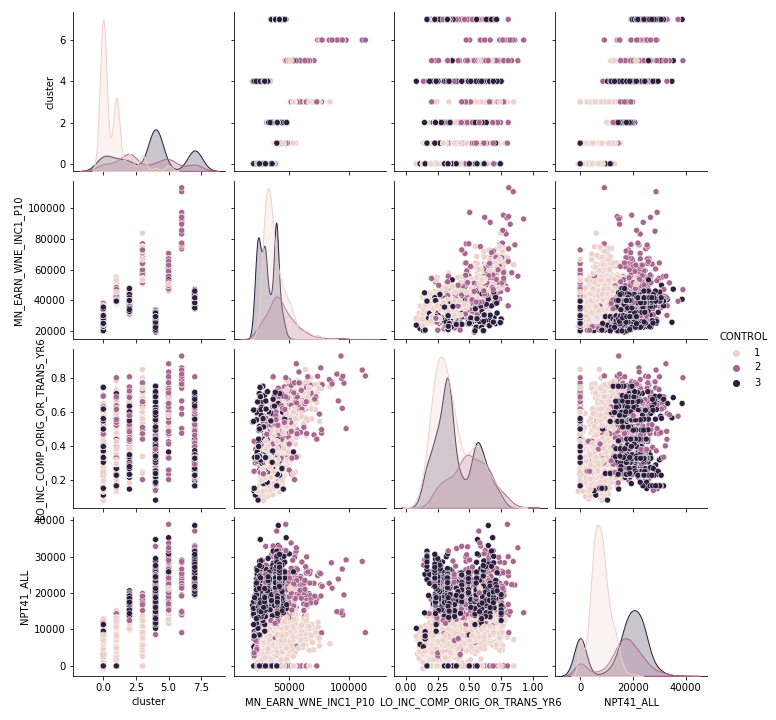 cluster
6
4
2
0
MN_EARN_WNE_INC1_P10
100000
80000
60000
40000
20000
LO_INC_COMP_ORIG_OR_TRANS_YR6
0.8
0.6
0.4
0.2
NPT41_ALL
40000
30000
20000
10000
0
0.0 2.5 5.0 7.5
cluster
50000 100000
MN_EARN_WNE_INC1_P10
0.00 0.25 0.50 0.75 1.00
LO_INC_COMP_ORIG_OR_TRANS_YR6
0 20000 40000
NPT41_ALL
CONTROL
1
2
3